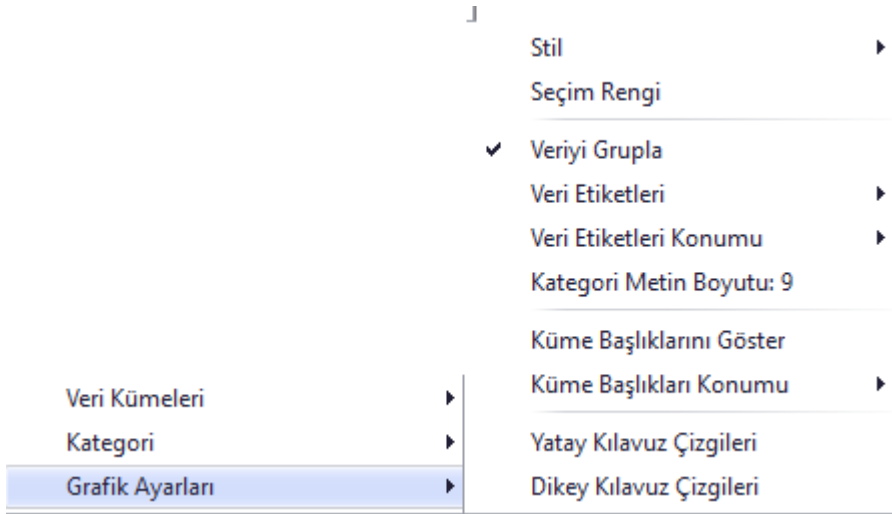 Stil
Seçim Rengi
Veriyi Grupla
Veri Etiketleri
Veri Etiketleri Konumu
Kategori Metin Boyutu: 9
Küme Başlıklarını Göster
Küme Başlıkları Konumu
Yatay Kılavuz Çizgileri
Dikey Kılavuz Çizgileri
Veri Kümeleri
Kategori
Grafik Ayarları